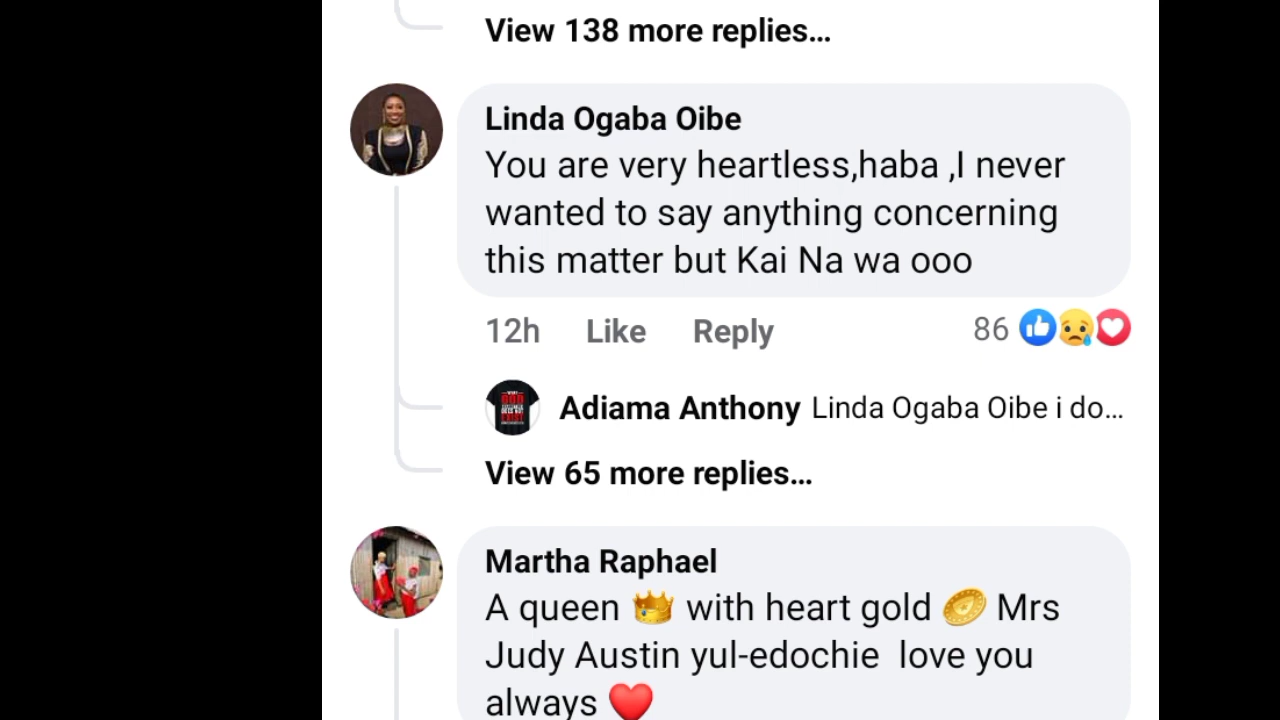 View 138 more replies...
Linda Ogaba Oibe
You are very heartless,haba ,I never
wanted to say anything concerning
this matter but Kai Na wa ooo
12h Like Reply 86
Adiama Anthony Linda Ogaba Oibe i do...
View 65 more replies...
Martha Raphael
A queen 👑 with heart gold 🪙 Mrs
Judy Austin yul-edochie love you
always ❤️